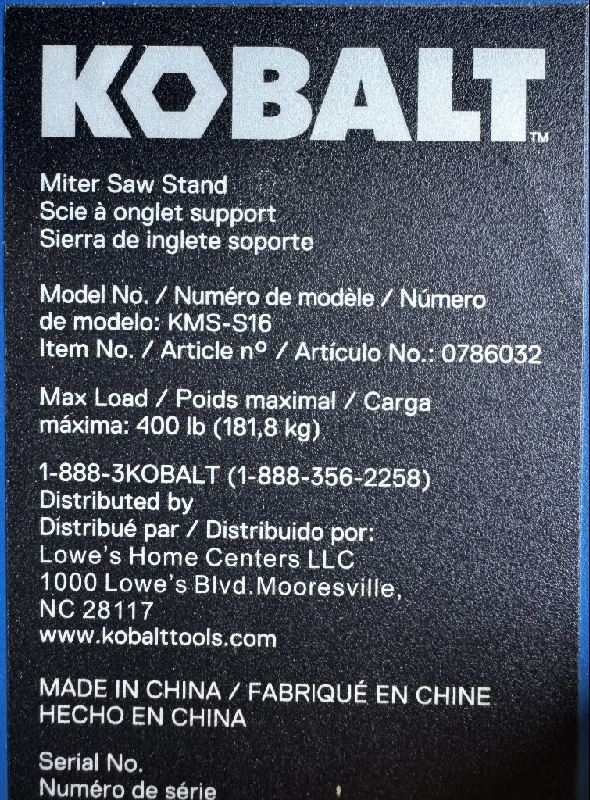 KOBALT™
Miter Saw Stand
Scie à onglet support
Sierra de inglete soporte
Model No. / Numéro de modèle / Número
de modelo: KMS-S16
Item No. / Article nº / Artículo No.: 0786032
Max Load / Poids maximal / Carga
máxima: 400 lb (181,8 kg)
1-888-3KOBALT (1-888-356-2258)
Distributed by
Distribué par / Distribuido por:
Lowe's Home Centers LLC
1000 Lowe's Blvd.Mooresville,
NC 28117
www.kobalttools.com
MADE IN CHINA / FABRIQUÉ EN CHINE
HECHO EN CHINA
Serial No.
Numéro de série